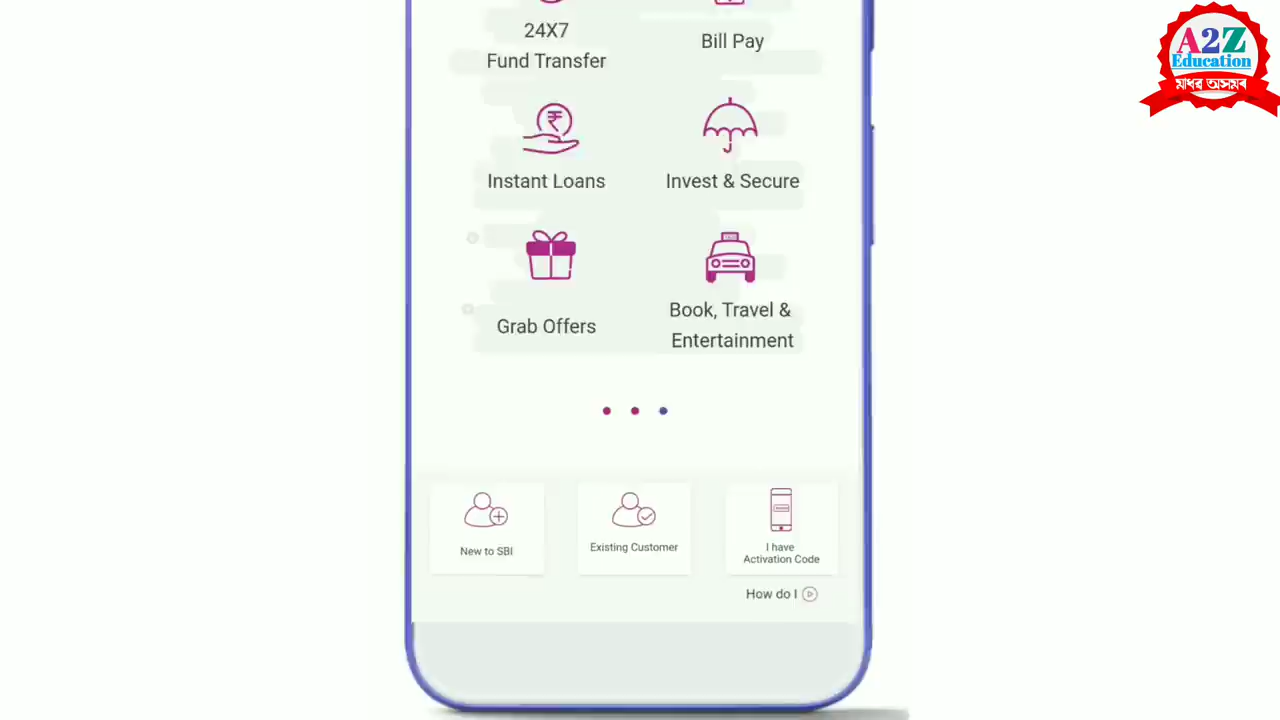 24X7
Fund Transfer
Bill Pay
Instant Loans
Invest & Secure
Grab Offers
Book, Travel &
Entertainment
New to SBI
Existing Customer
I have
Activation Code
How do I
A2Z
Education
মাধৱ অসমৰ